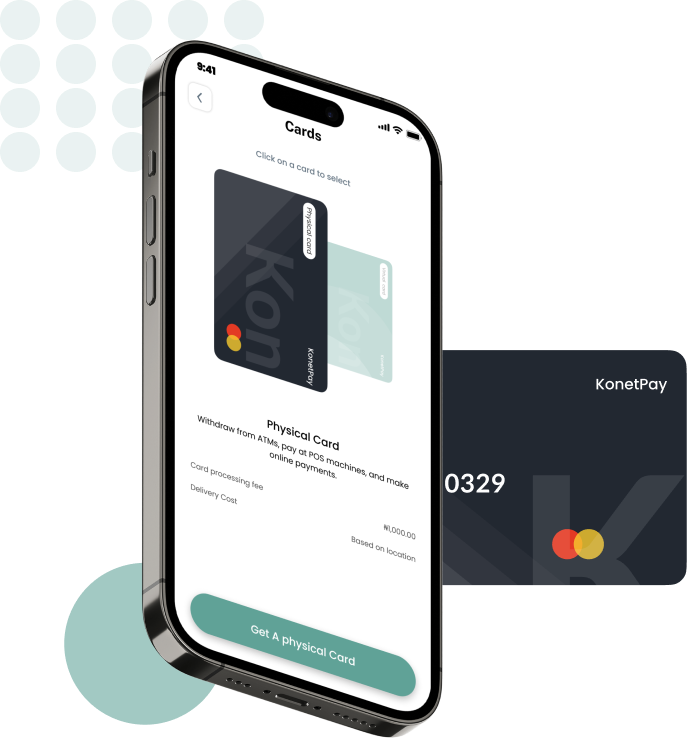 9:41
Cards
Click on a card to select
Physical card
Kon
KonetPay
Kon
Physical Card
Withdraw from ATMs, pay at POS machines, and make
online payments.
Card processing fee
₦1,000.00
Delivery Cost
Based on location
Get A physical Card
KonetPay
0329
K